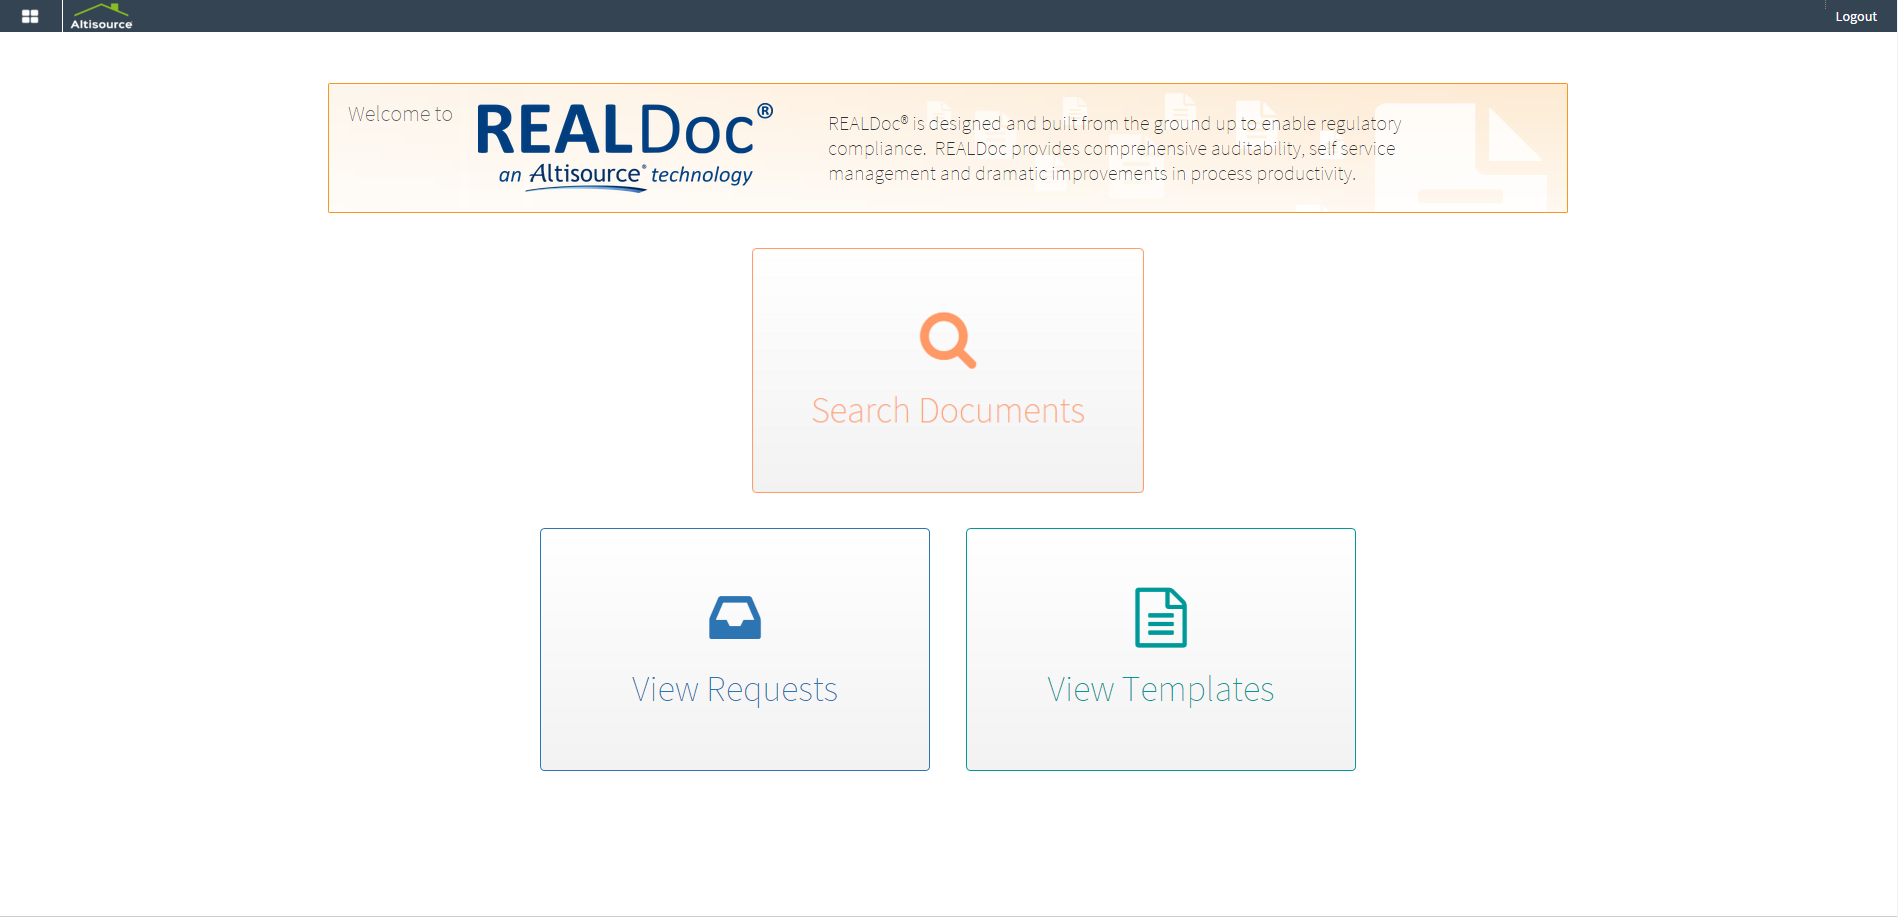 Altisource
Logout
Welcome to
REALDoc®
an Altisource® technology
REALDoc® is designed and built from the ground up to enable regulatory
compliance.  REALDoc provides comprehensive auditability, self service
management and dramatic improvements in process productivity.
Search Documents
View Requests
View Templates